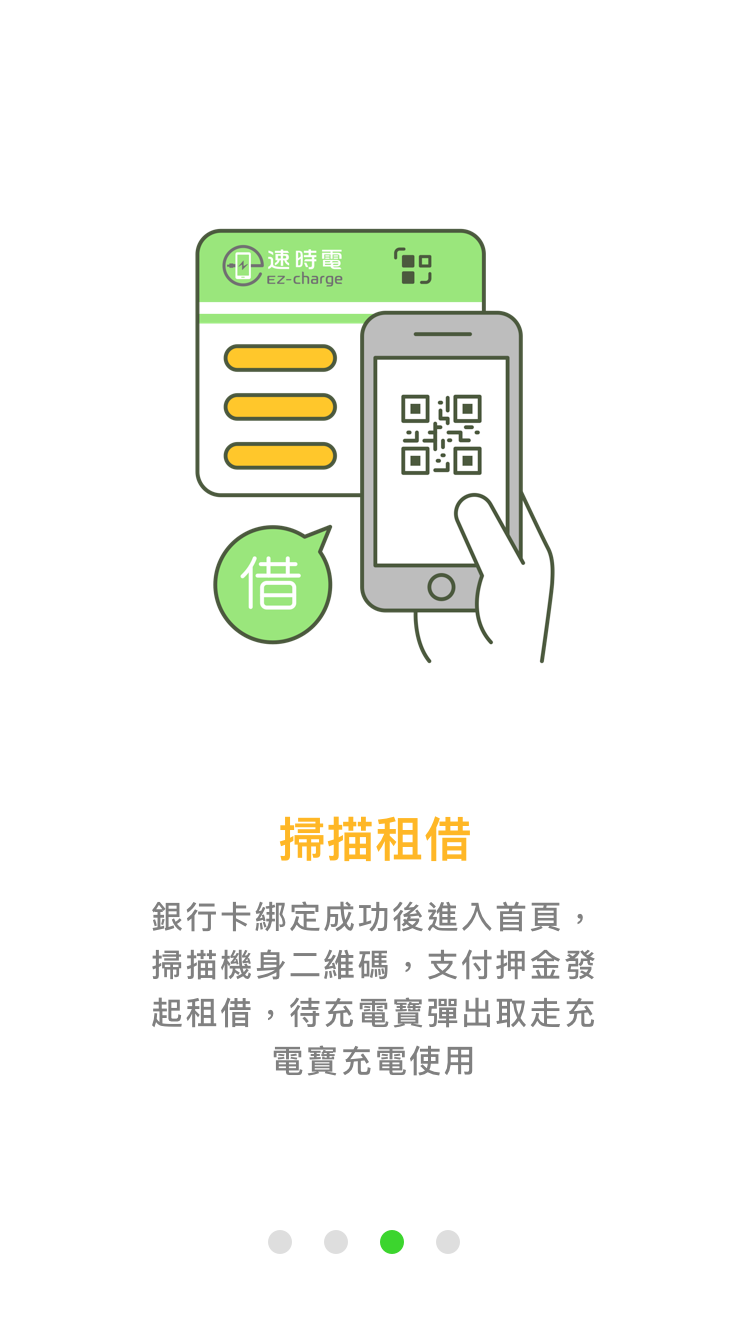 速時電
EZ-charge
借
掃描租借
銀行卡綁定成功後進入首頁，
掃描機身二維碼，支付押金發
起租借，待充電寶彈出取走充
電寶充電使用